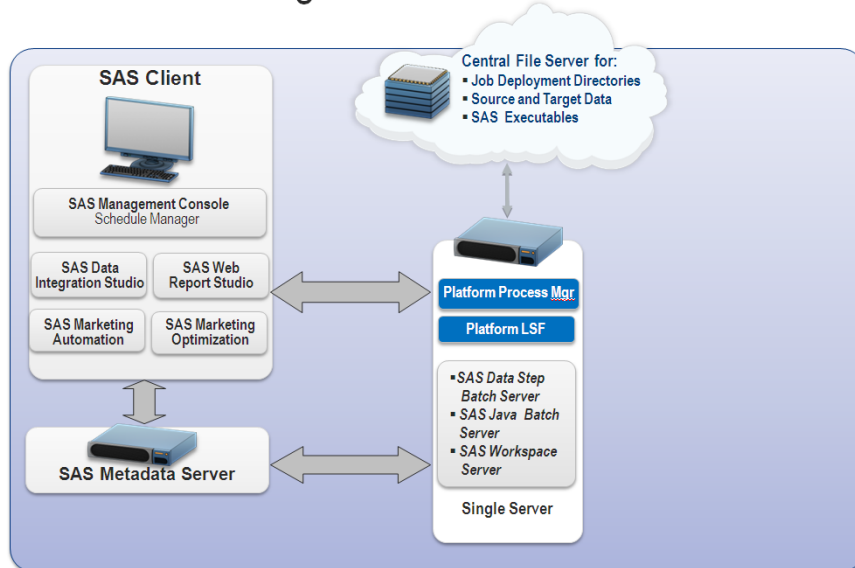 SAS Client
SAS Management Console
Schedule Manager
SAS Data
Integration Studio
SAS Web
Report Studio
SAS Marketing
Automation
SAS Marketing
Optimization
SAS Metadata Server
Central File Server for:
▪ Job Deployment Directories
▪ Source and Target Data
▪ SAS Executables
Platform Process Mgr
Platform LSF
▪SAS Data Step
Batch Server
▪ SAS Java Batch
Server
▪ SAS Workspace
Server
Single Server